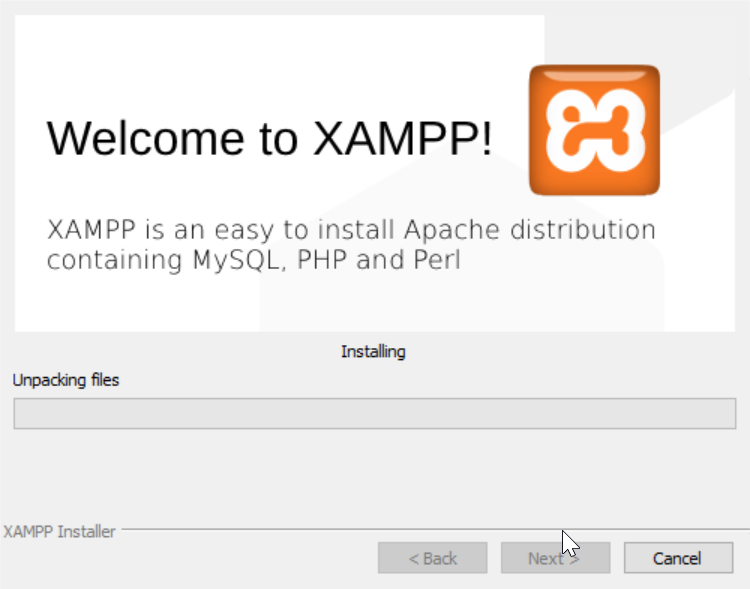 Welcome to XAMPP!
XAMPP is an easy to install Apache distribution
containing MySQL, PHP and Perl
Installing
Unpacking files
XAMPP Installer
< Back
Next >
Cancel